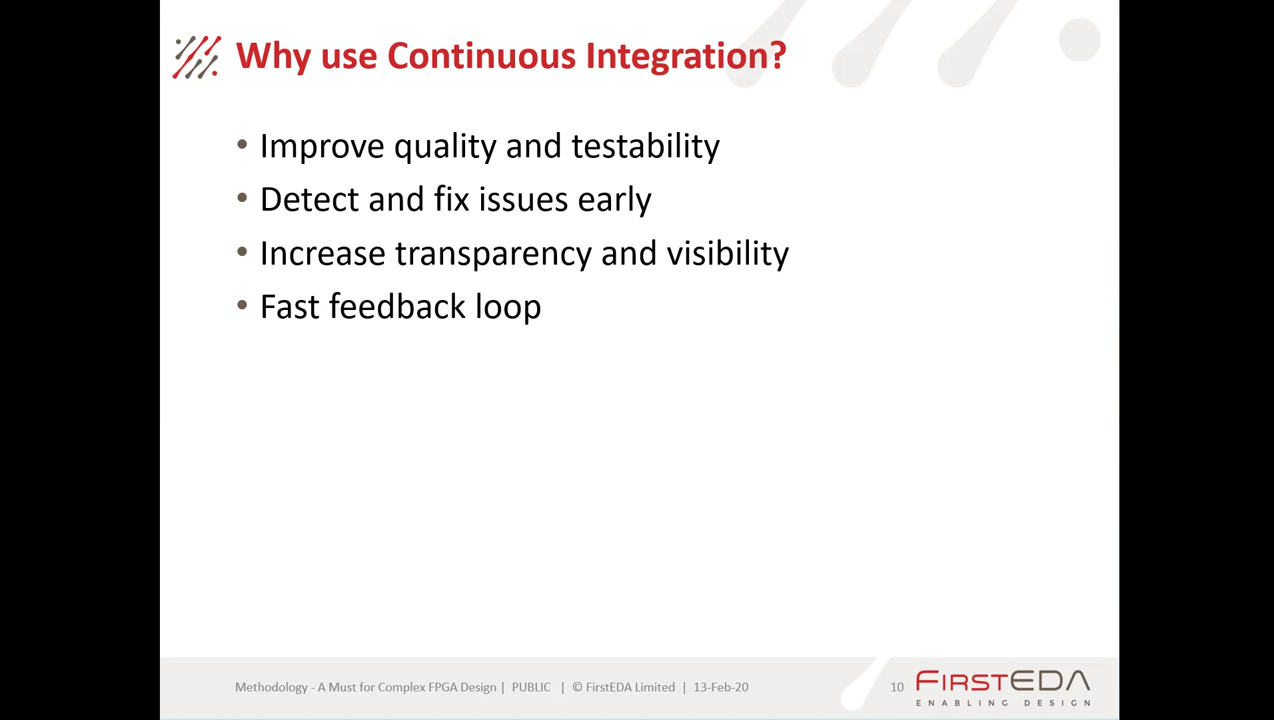 Why use Continuous Integration?
• Improve quality and testability
• Detect and fix issues early
• Increase transparency and visibility
• Fast feedback loop
Methodology - A Must for Complex FPGA Design | PUBLIC | © FirstEDA Limited | 13-Feb-20
10
FIRSTEDA
ENABLING DESIGN